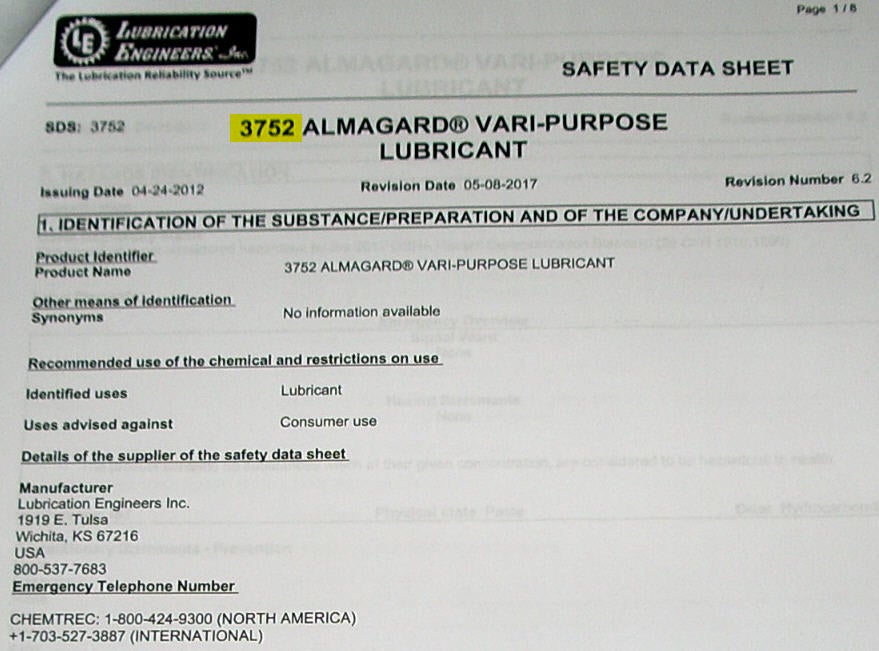 Page 1 / 6
LE
LUBRICATION
ENGINEERS, Inc.
The Lubrication Reliability Source™
SAFETY DATA SHEET
SDS: 3752
3752 ALMAGARD® VARI-PURPOSE
LUBRICANT
Issuing Date 04-24-2012 Revision Date 05-08-2017 Revision Number 6.2
1. IDENTIFICATION OF THE SUBSTANCE/PREPARATION AND OF THE COMPANY/UNDERTAKING
Product Identifier
Product Name 3752 ALMAGARD® VARI-PURPOSE LUBRICANT
Other means of identification
Synonyms No information available
Recommended use of the chemical and restrictions on use
Identified uses Lubricant
Uses advised against Consumer use
Details of the supplier of the safety data sheet
Manufacturer
Lubrication Engineers Inc.
1919 E. Tulsa
Wichita, KS 67216
USA
800-537-7683
Emergency Telephone Number
CHEMTREC: 1-800-424-9300 (NORTH AMERICA)
+1-703-527-3887 (INTERNATIONAL)